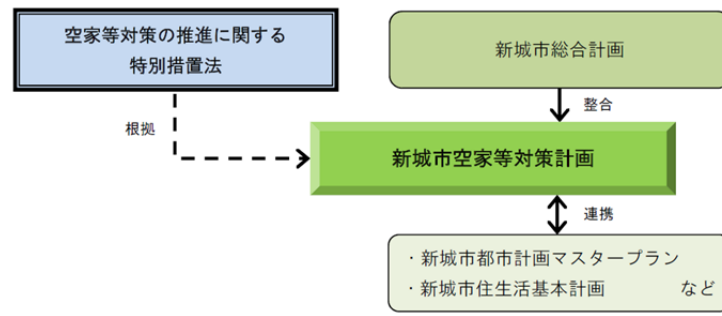 空家等対策の推進に関する
特別措置法
新城市総合計画
根拠
整合
新城市空家等対策計画
連携
・新城市都市計画マスタープラン
・新城市住生活基本計画　　　など